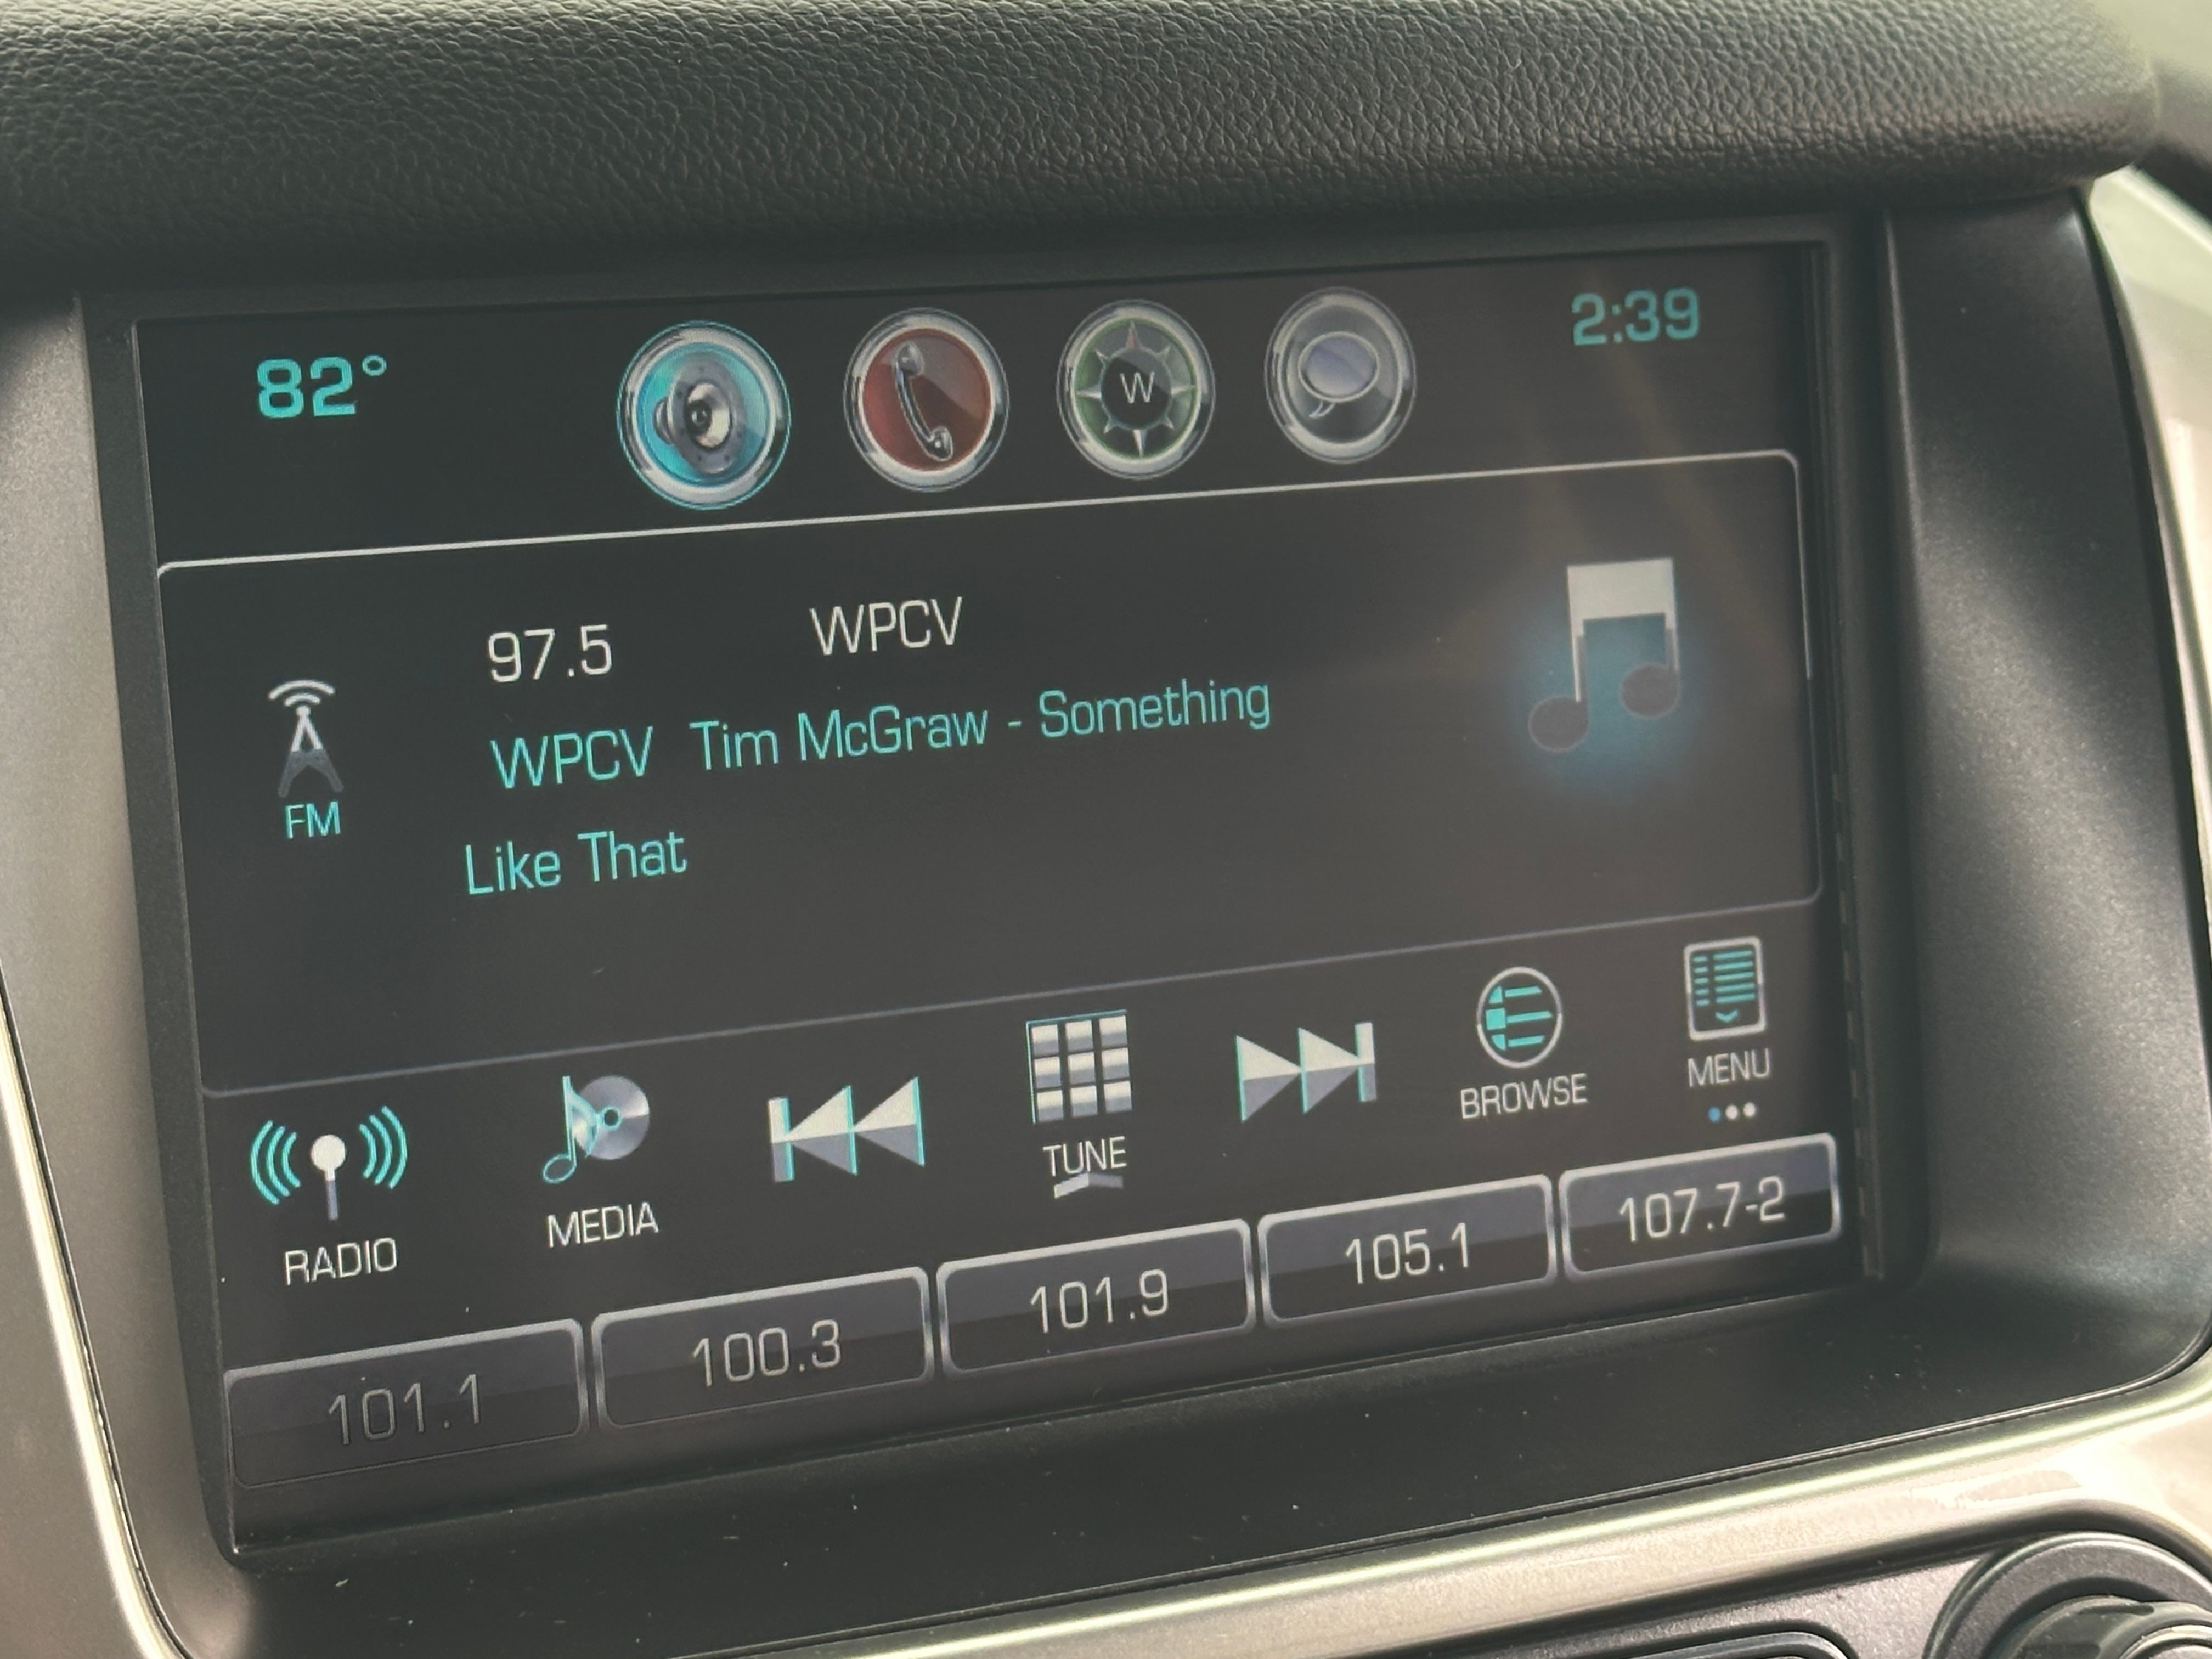 82° 2:39
W
97.5 WPCV
WPCV Tim McGraw - Something
Like That
FM
RADIO MEDIA TUNE BROWSE MENU
101.1 100.3 101.9 105.1 107.7-2